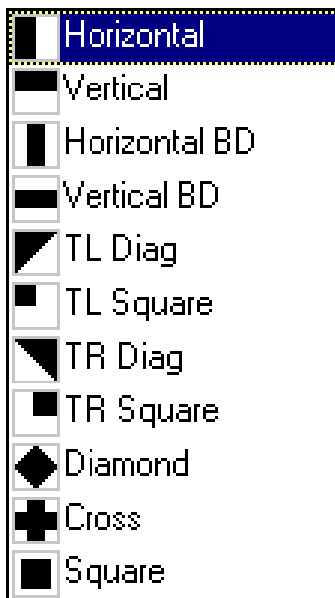 Horizontal
Vertical
Horizontal BD
Vertical BD
TL Diag
TL Square
TR Diag
TR Square
Diamond
Cross
Square